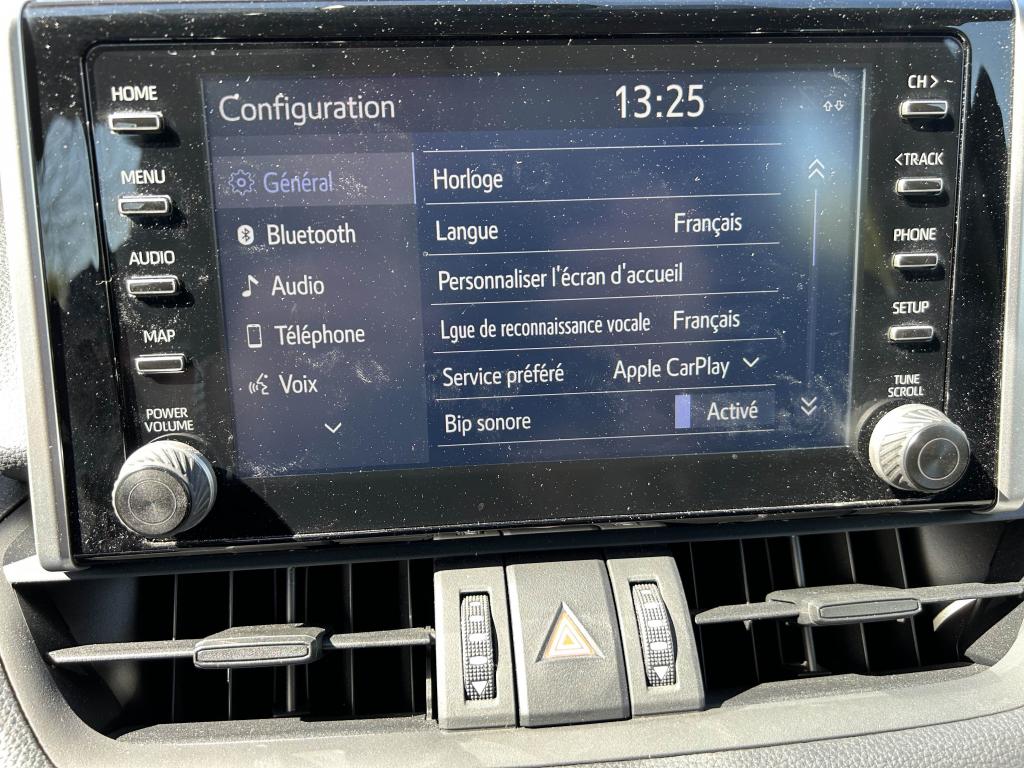 HOME
MENU
AUDIO
MAP
POWER
VOLUME
Configuration 13:25
Général
Bluetooth
Audio
Téléphone
Voix
Horloge
Langue Français
Personnaliser l'écran d'accueil
Lgue de reconnaissance vocale Français
Service préféré Apple CarPlay
Bip sonore Activé
CH >
< TRACK
PHONE
SETUP
TUNE
SCROLL